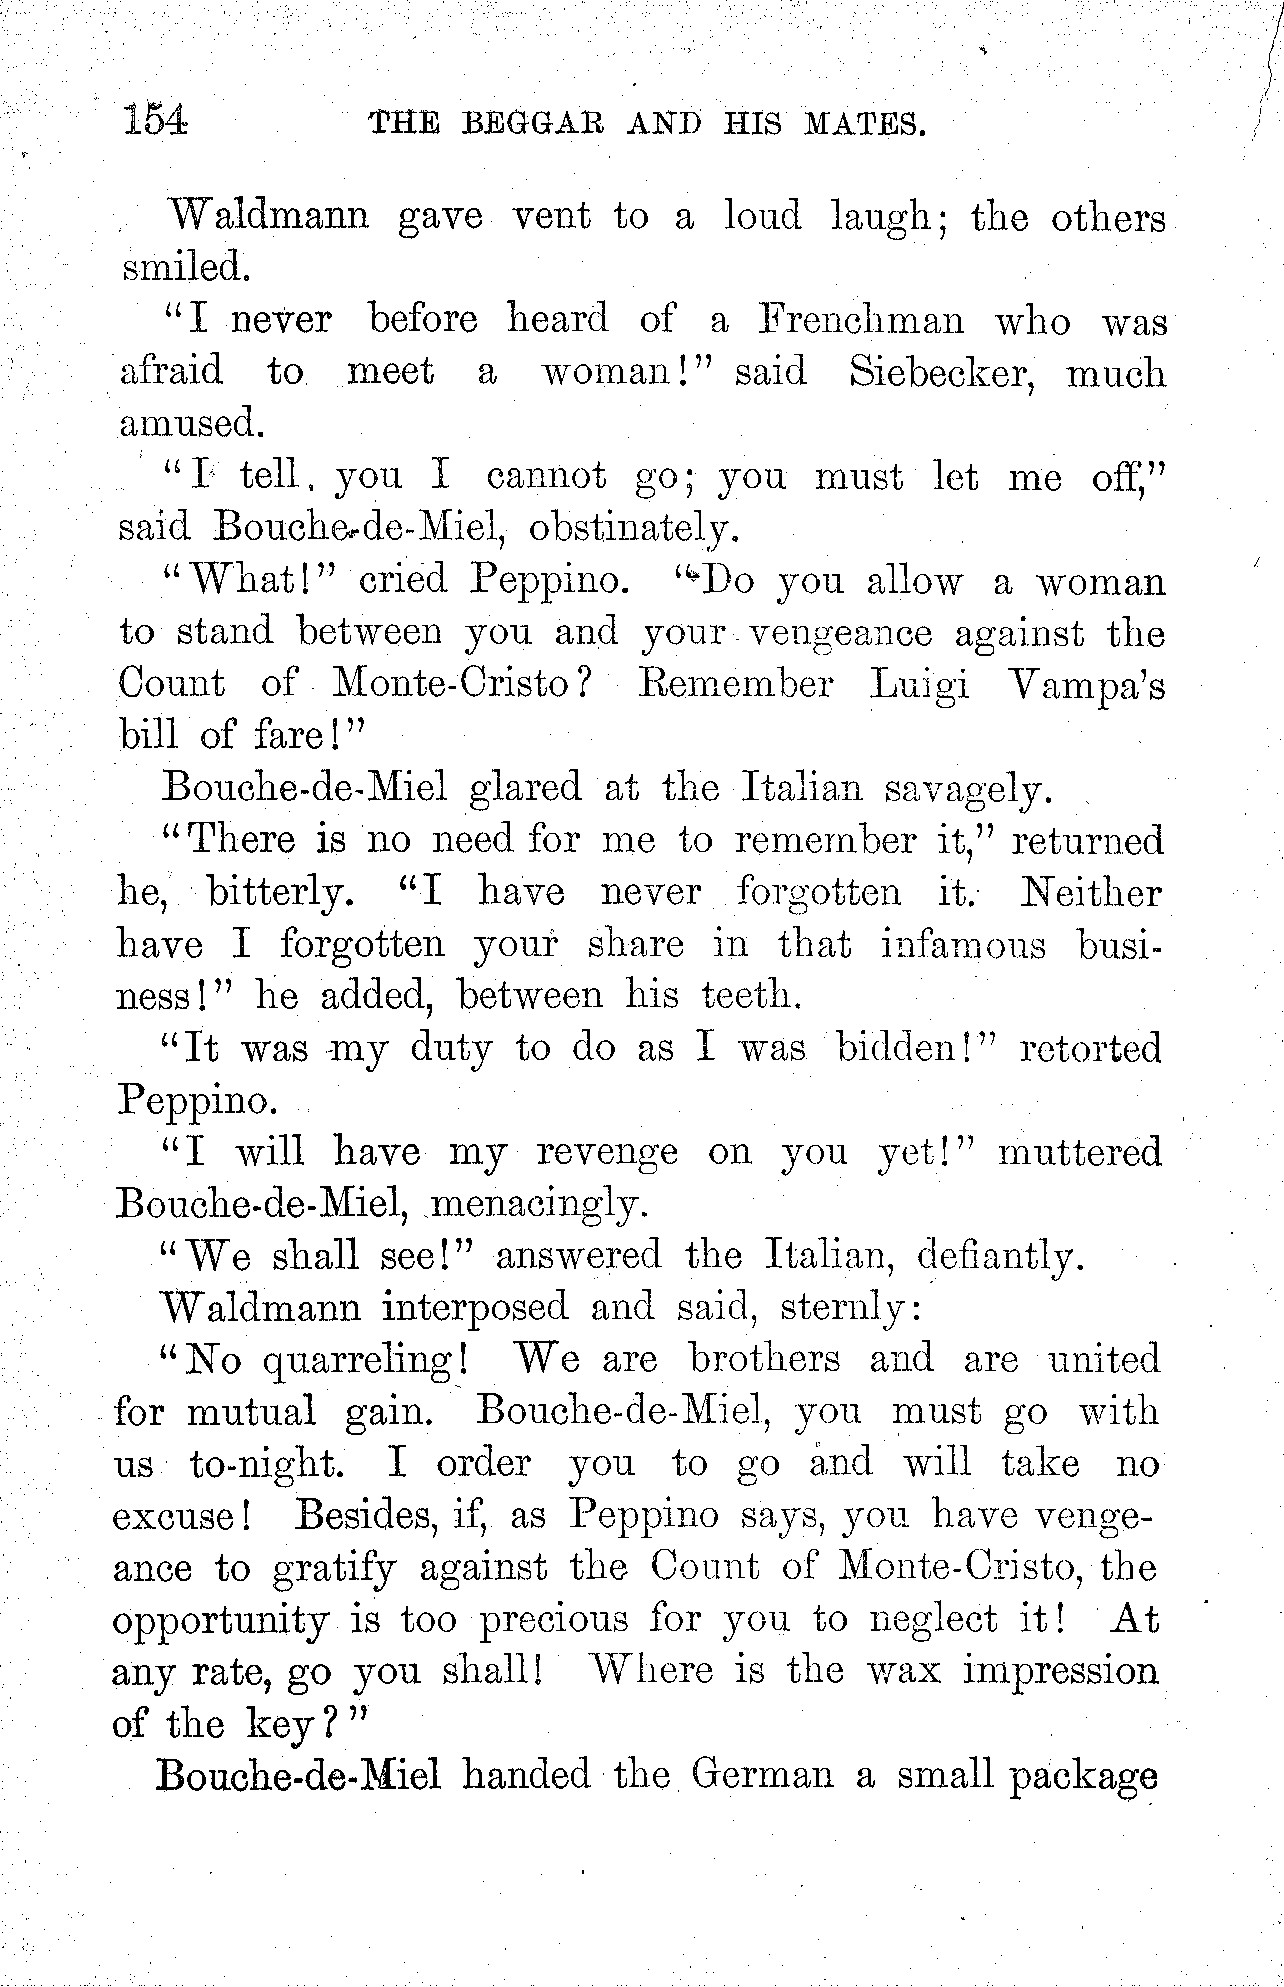 154 THE BEGGAR AND HIS MATES.
Waldmann gave vent to a loud laugh; the others
smiled.
"I never before heard of a Frenchman who was
afraid to meet a woman!" said Siebecker, much
amused.
"I tell you I cannot go; you must let me off,"
said Bouche-de-Miel, obstinately.
"What!" cried Peppino. "Do you allow a woman
to stand between you and your vengeance against the
Count of Monte-Cristo? Remember Luigi Vampa's
bill of fare!"
Bouche-de-Miel glared at the Italian savagely.
"There is no need for me to remember it," returned
he, bitterly. "I have never forgotten it. Neither
have I forgotten your share in that infamous busi-
ness!" he added, between his teeth.
"It was my duty to do as I was bidden!" retorted
Peppino.
"I will have my revenge on you yet!" muttered
Bouche-de-Miel, menacingly.
"We shall see!" answered the Italian, defiantly.
Waldmann interposed and said, sternly:
"No quarreling! We are brothers and are united
for mutual gain. Bouche-de-Miel, you must go with
us to-night. I order you to go and will take no
excuse! Besides, if, as Peppino says, you have venge-
ance to gratify against the Count of Monte-Cristo, the
opportunity is too precious for you to neglect it! At
any rate, go you shall! Where is the wax impression
of the key?"
Bouche-de-Miel handed the German a small package